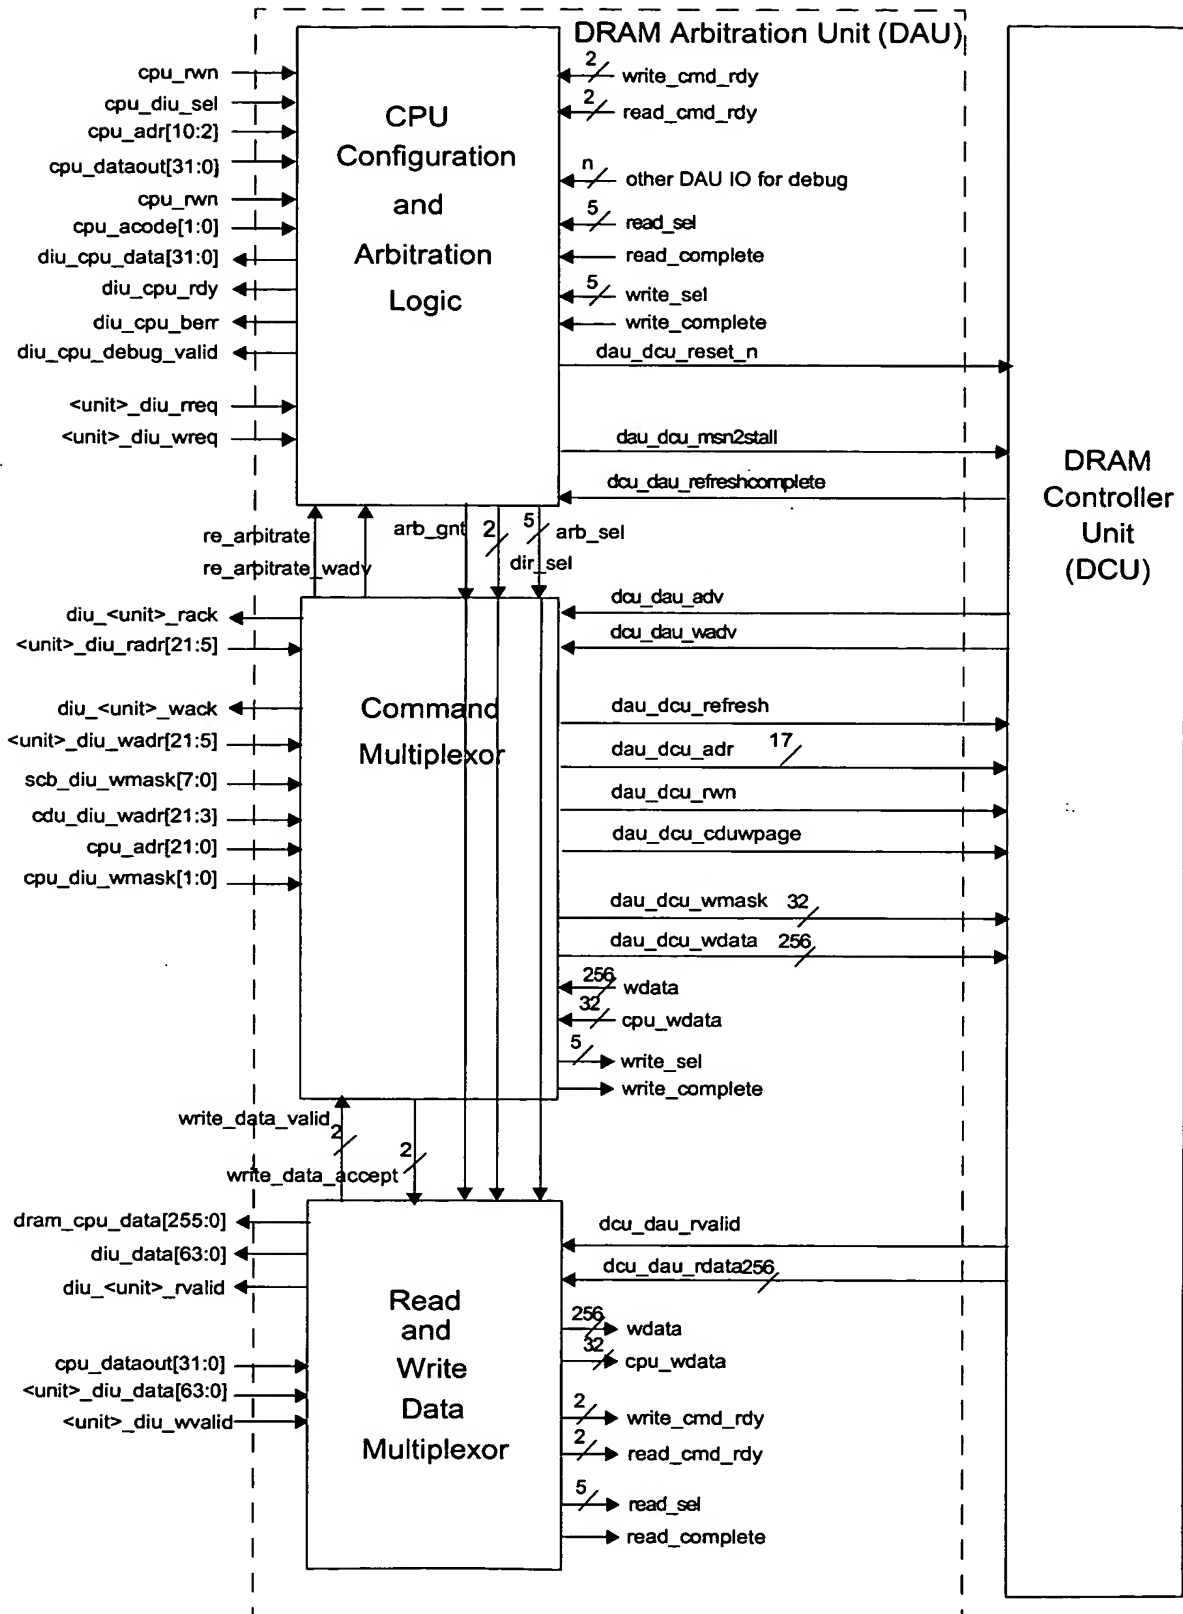 DRAM Arbitration Unit (DAU)
cpu_rwn
cpu_diu_sel
cpu_adr[10:2]
cpu_dataout[31:0]
cpu_rwn
cpu_acode[1:0]
diu_cpu_data[31:0]
diu_cpu_rdy
diu_cpu_berr
diu_cpu_debug_valid
<unit>_diu_rreq
<unit>_diu_wreq
CPU
Configuration
and
Arbitration
Logic
2
write_cmd_rdy
2
read_cmd_rdy
n
other DAU IO for debug
5
read_sel
read_complete
5
write_sel
write_complete
dau_dcu_reset_n
dau_dcu_msn2stall
dcu_dau_refreshcomplete
DRAM
Controller
Unit
(DCU)
re_arbitrate
re_arbitrate_wadv
arb_gnt
2
5
arb_sel
dir_sel
diu_<unit>_rack
<unit>_diu_radr[21:5]
diu_<unit>_wack
<unit>_diu_wadr[21:5]
scb_diu_wmask[7:0]
cdu_diu_wadr[21:3]
cpu_adr[21:0]
cpu_diu_wmask[1:0]
Command
Multiplexor
dcu_dau_adv
dcu_dau_wadv
dau_dcu_refresh
dau_dcu_adr 17
dau_dcu_rwn
dau_dcu_cduwpage
dau_dcu_wmask 32
dau_dcu_wdata 256
256
wdata
32
cpu_wdata
5
write_sel
write_complete
write_data_valid
2
2
write_data_accept
dram_cpu_data[255:0]
diu_data[63:0]
diu_<unit>_rvalid
cpu_dataout[31:0]
<unit>_diu_data[63:0]
<unit>_diu_wvalid
Read
and
Write
Data
Multiplexor
dcu_dau_rvalid
dcu_dau_rdata256
256
wdata
32
cpu_wdata
2
write_cmd_rdy
2
read_cmd_rdy
5
read_sel
read_complete